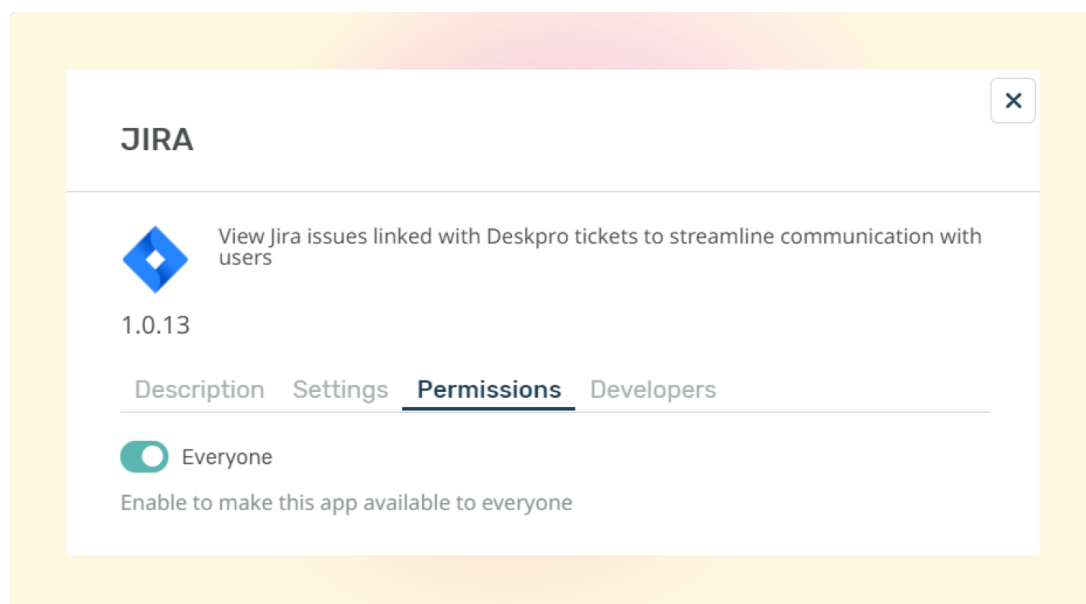 JIRA
View Jira issues linked with Deskpro tickets to streamline communication with
users
1.0.13
Description Settings Permissions Developers
Everyone
Enable to make this app available to everyone